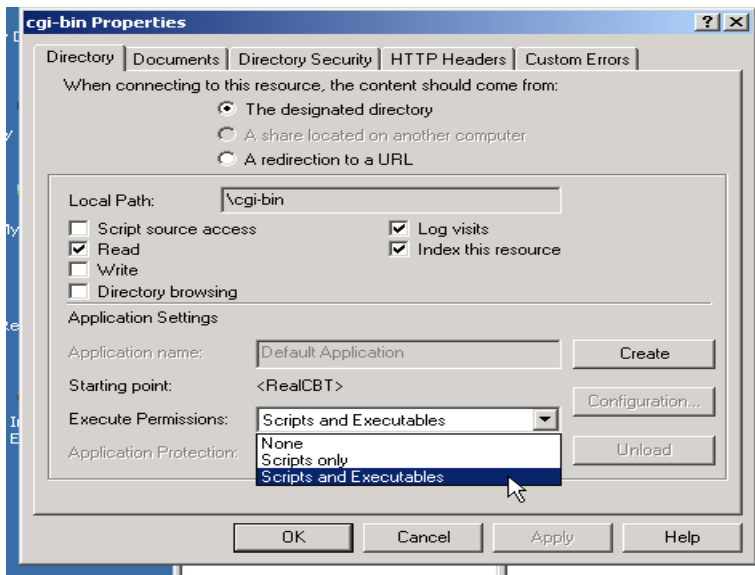 cgi-bin Properties
Directory Documents Directory Security HTTP Headers Custom Errors
When connecting to this resource, the content should come from:
The designated directory
A share located on another computer
A redirection to a URL
Local Path: \cgi-bin
Script source access Log visits
Read Index this resource
Write
Directory browsing
Application Settings
Application name: Default Application Create
Starting point: <RealCBT>
Configuration...
Execute Permissions: Scripts and Executables
None
Scripts only
Application Protection: Unload
Scripts and Executables
OK Cancel Apply Help